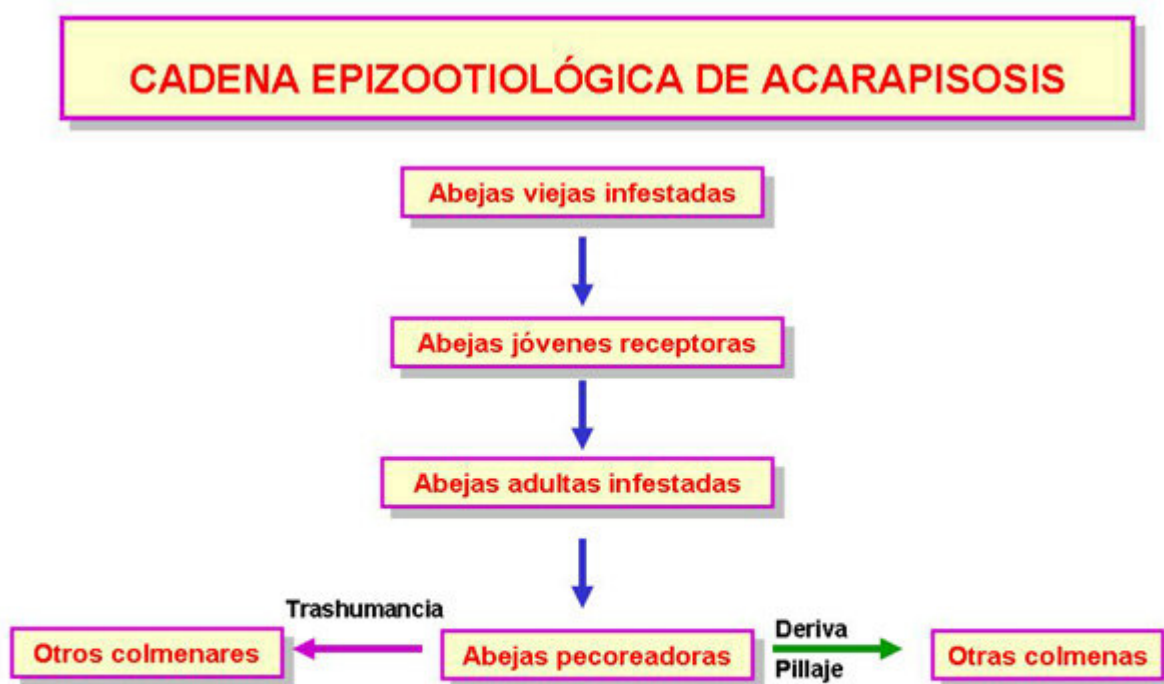 CADENA EPIZOOTIOLÓGICA DE ACARAPISOSIS
Abejas viejas infestadas
Abejas jóvenes receptoras
Abejas adultas infestadas
Trashumancia
Deriva
Otros colmenares
Abejas pecoreadoras
Pillaje
Otras colmenas